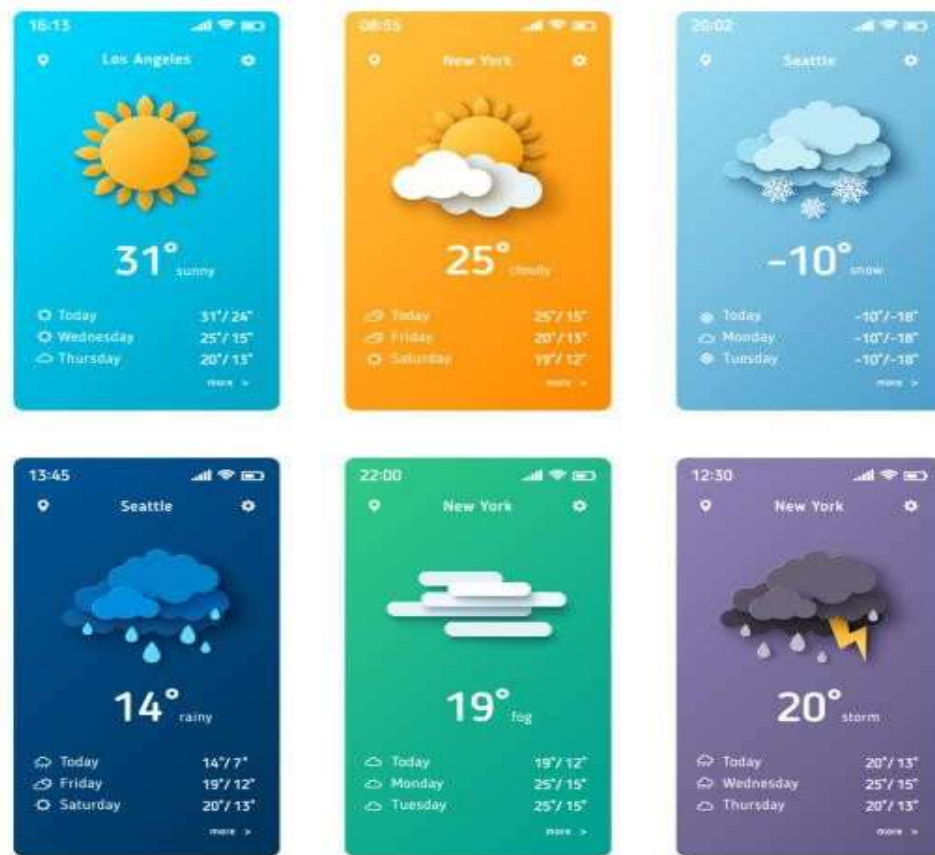 16:13
Los Angeles
31° sunny
Today 31°/24°
Wednesday 25°/15°
Thursday 20°/13°
more >
08:55
New York
25° cloudy
Today 25°/15°
Friday 20°/13°
Saturday 19°/12°
more >
20:02
Seattle
-10° snow
Today -10°/-18°
Monday -10°/-18°
Tuesday -10°/-18°
more >
13:45
Seattle
14° rainy
Today 14°/7°
Friday 19°/12°
Saturday 20°/13°
more >
22:00
New York
19° fog
Today 19°/12°
Monday 25°/15°
Tuesday 25°/15°
more >
12:30
New York
20° storm
Today 20°/13°
Wednesday 25°/15°
Thursday 20°/13°
more >